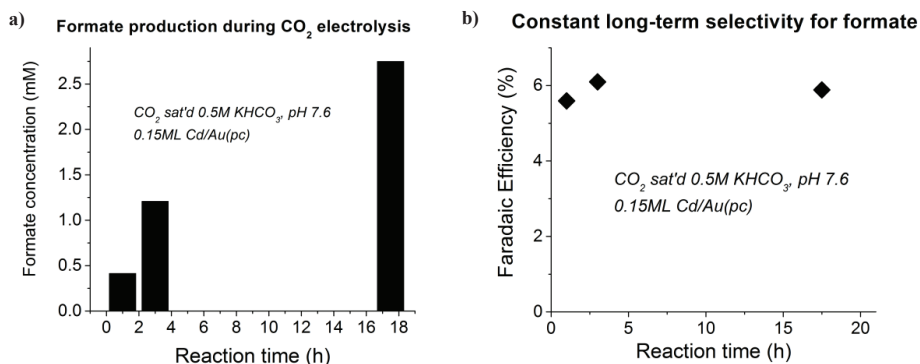 a)
Formate production during CO₂ electrolysis
Formate concentration (mM)
2.5
2.0
1.5
1.0
0.5
0.0
CO₂ sat'd 0.5M KHCO₃, pH 7.6
0.15ML Cd/Au(pc)
0 2 4 6 8 10 12 14 16 18
Reaction time (h)
b)
Constant long-term selectivity for formate
Faradaic Efficiency (%)
6
4
2
0
CO₂ sat'd 0.5M KHCO₃, pH 7.6
0.15ML Cd/Au(pc)
0 5 10 15 20
Reaction time (h)